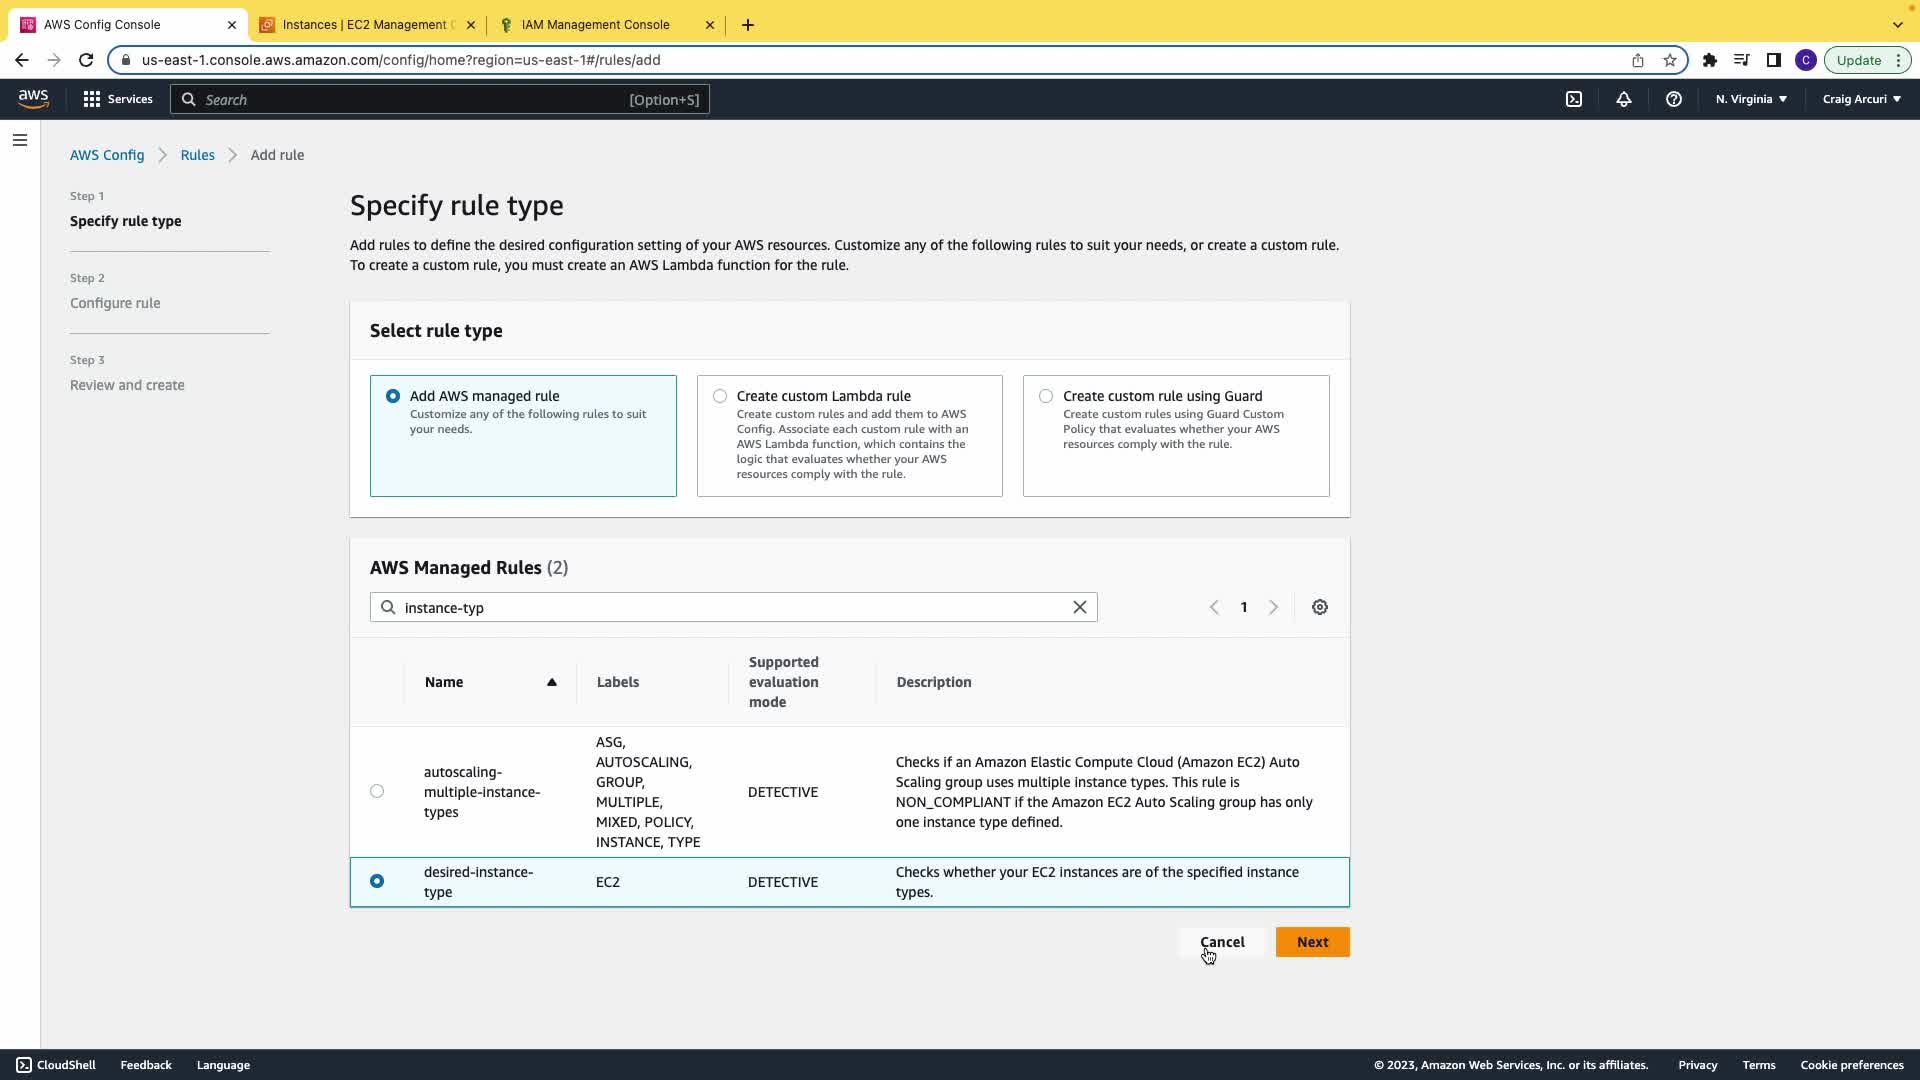 AWS Config Console
Instances | EC2 Management C
IAM Management Console
us-east-1.console.aws.amazon.com/config/home?region=us-east-1#/rules/add
C
Update
aws
Services
Search
[Option+S]
N. Virginia
Craig Arcuri
AWS Config
Rules
Add rule
Step 1
Specify rule type
Step 2
Configure rule
Step 3
Review and create
Specify rule type
Add rules to define the desired configuration setting of your AWS resources. Customize any of the following rules to suit your needs, or create a custom rule.
To create a custom rule, you must create an AWS Lambda function for the rule.
Select rule type
Add AWS managed rule
Customize any of the following rules to suit
your needs.
Create custom Lambda rule
Create custom rules and add them to AWS
Config. Associate each custom rule with an
AWS Lambda function, which contains the
logic that evaluates whether your AWS
resources comply with the rule.
Create custom rule using Guard
Create custom rules using Guard Custom
Policy that evaluates whether your AWS
resources comply with the rule.
AWS Managed Rules (2)
instance-typ
1
Name
Labels
Supported
evaluation
mode
Description
autoscaling-
multiple-instance-
types
ASG,
AUTOSCALING,
GROUP,
MULTIPLE,
MIXED, POLICY,
INSTANCE, TYPE
DETECTIVE
Checks if an Amazon Elastic Compute Cloud (Amazon EC2) Auto
Scaling group uses multiple instance types. This rule is
NON_COMPLIANT if the Amazon EC2 Auto Scaling group has only
one instance type defined.
desired-instance-
type
EC2
DETECTIVE
Checks whether your EC2 instances are of the specified instance
types.
Cancel
Next
CloudShell
Feedback
Language
© 2023, Amazon Web Services, Inc. or its affiliates.
Privacy
Terms
Cookie preferences